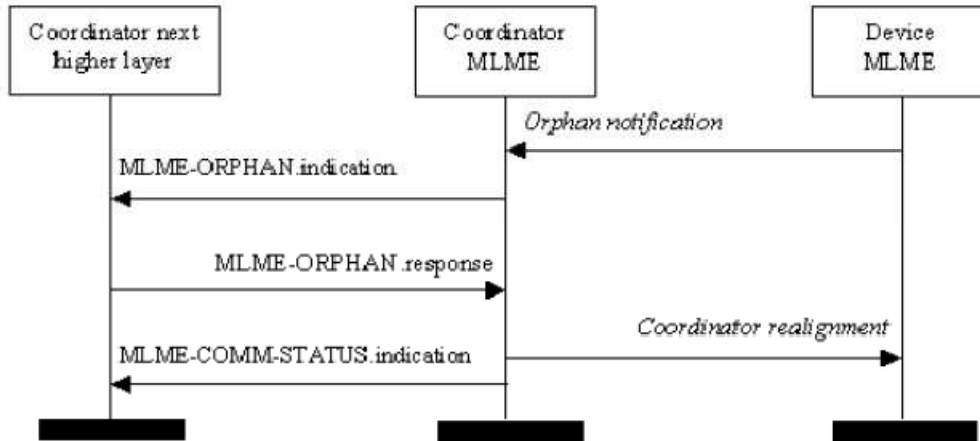 Coordinator next
higher layer
Coordinator
MLME
Device
MLME
Orphan notification
MLME-ORPHAN.indication
MLME-ORPHAN.response
Coordinator realignment
MLME-COMM-STATUS.indication